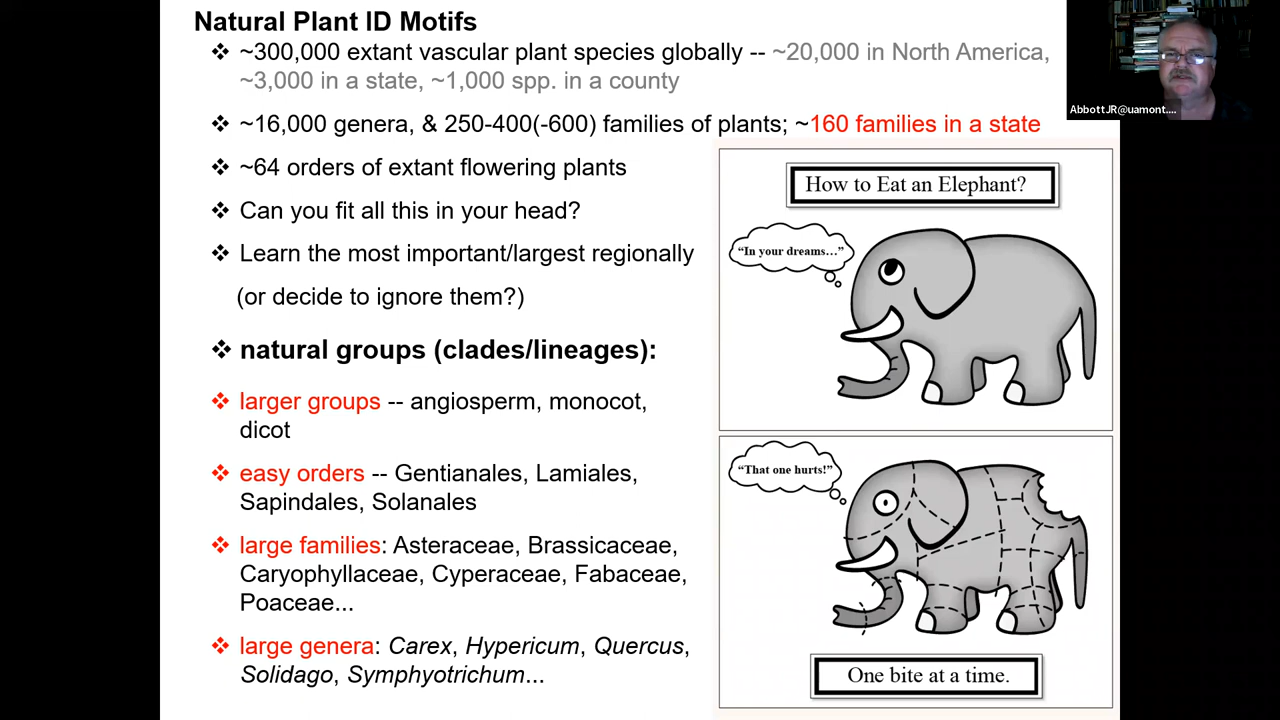 Natural Plant ID Motifs
❖ ~300,000 extant vascular plant species globally -- ~20,000 in North America,
~3,000 in a state, ~1,000 spp. in a county
❖ ~16,000 genera, & 250-400(-600) families of plants; ~160 families in a state
❖ ~64 orders of extant flowering plants
❖ Can you fit all this in your head?
❖ Learn the most important/largest regionally
(or decide to ignore them?)
❖ natural groups (clades/lineages):
❖ larger groups -- angiosperm, monocot,
dicot
❖ easy orders -- Gentianales, Lamiales,
Sapindales, Solanales
❖ large families: Asteraceae, Brassicaceae,
Caryophyllaceae, Cyperaceae, Fabaceae,
Poaceae...
❖ large genera: Carex, Hypericum, Quercus,
Solidago, Symphyotrichum...
How to Eat an Elephant?
“In your dreams…”
“That one hurts!”
One bite at a time.
AbbottJR@uamont....